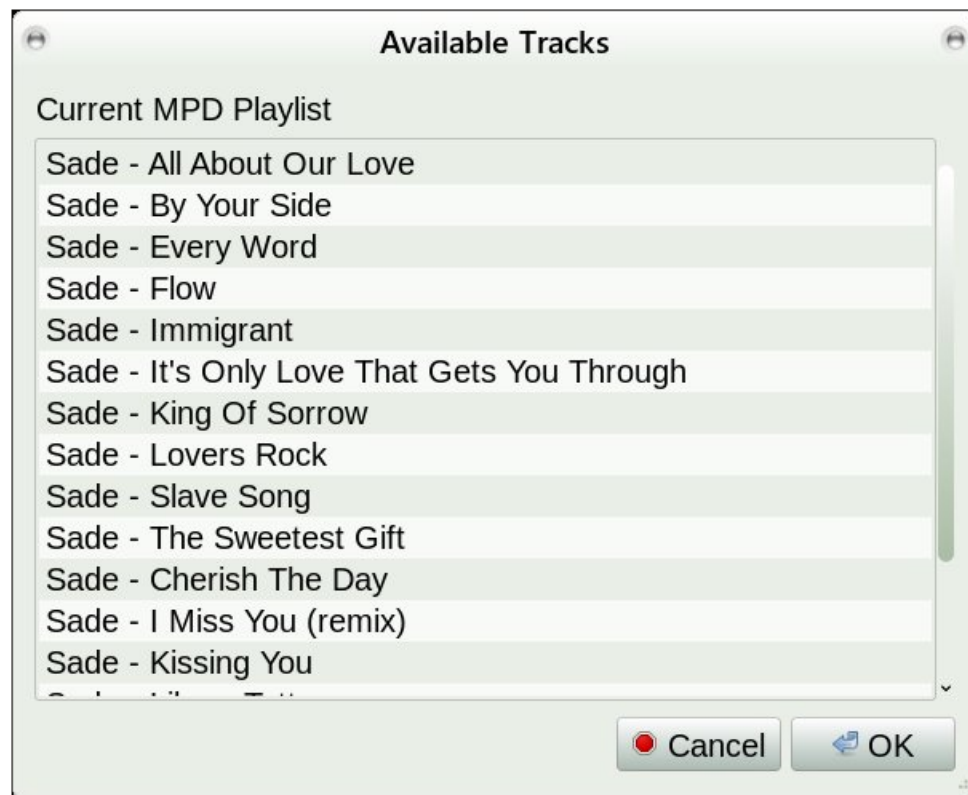 Available Tracks
Current MPD Playlist
Sade - All About Our Love
Sade - By Your Side
Sade - Every Word
Sade - Flow
Sade - Immigrant
Sade - It's Only Love That Gets You Through
Sade - King Of Sorrow
Sade - Lovers Rock
Sade - Slave Song
Sade - The Sweetest Gift
Sade - Cherish The Day
Sade - I Miss You (remix)
Sade - Kissing You
Cancel
OK